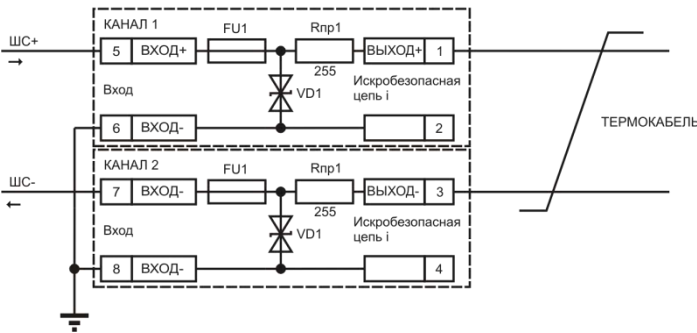 КАНАЛ 1
ШС+
5 ВХОД+
FU1
Rпр1
255
ВЫХОД+ 1
Вход
VD1
Искробезопасная
цепь i
6 ВХОД-
2
ТЕРМОКАБЕЛЬ
КАНАЛ 2
ШС-
7 ВХОД-
FU1
Rпр1
255
ВЫХОД- 3
Вход
VD1
Искробезопасная
цепь i
8 ВХОД-
4